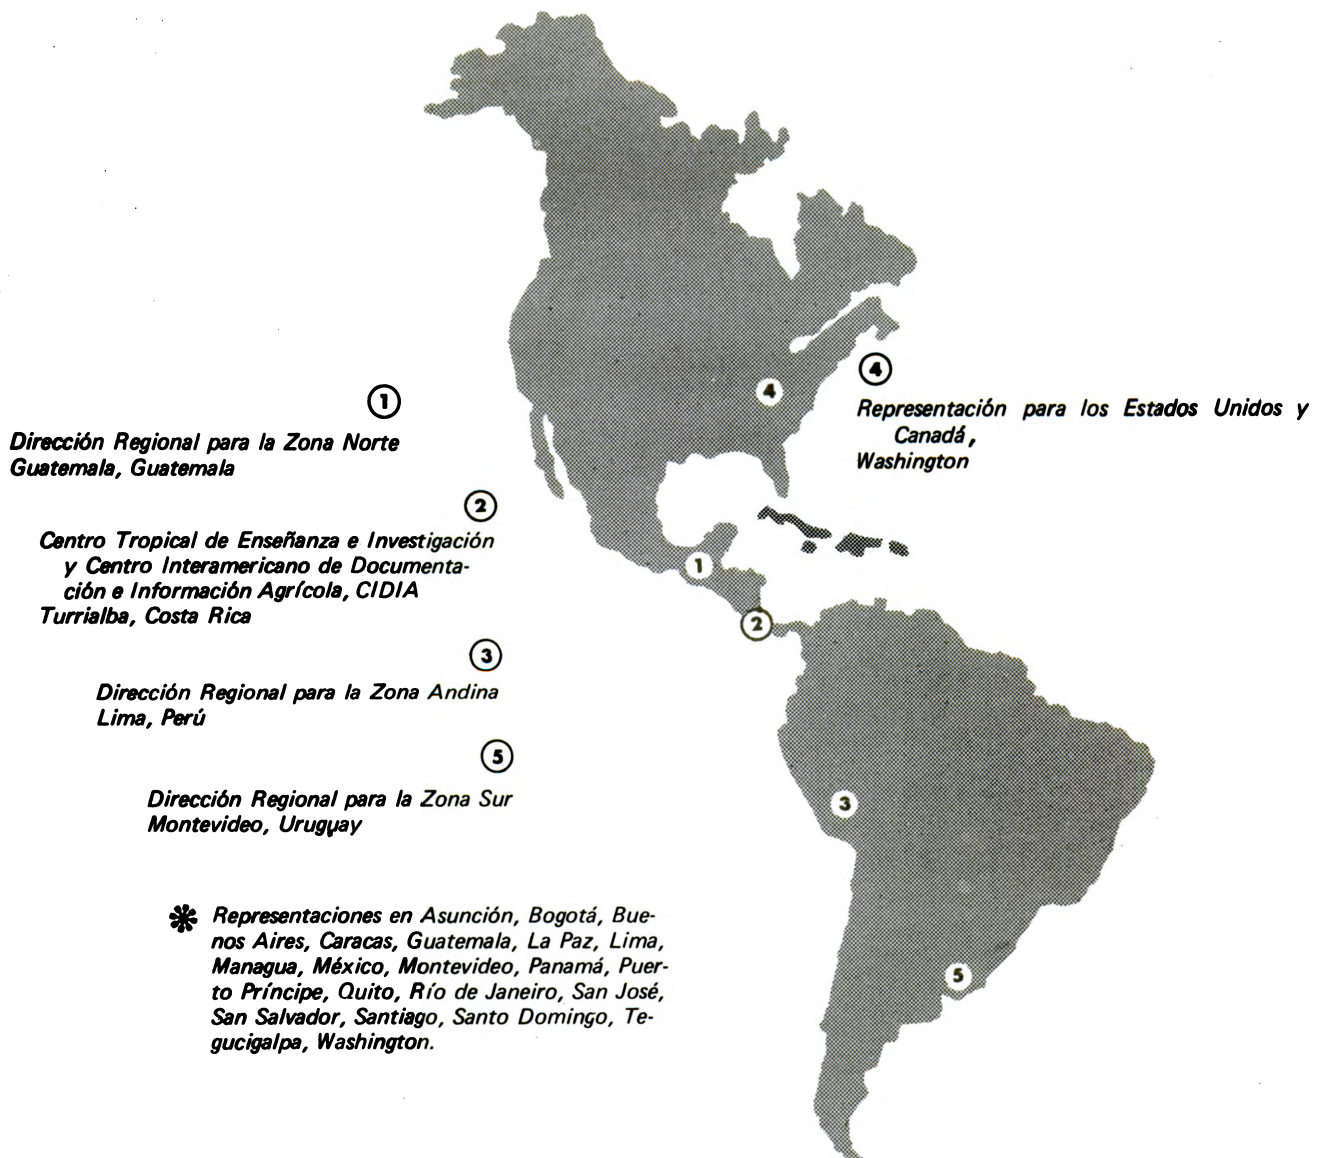 1
Dirección Regional para la Zona Norte
Guatemala, Guatemala
2
Centro Tropical de Enseñanza e Investigación
y Centro Interamericano de Documenta-
ción e Información Agrícola, CIDIA
Turrialba, Costa Rica
3
Dirección Regional para la Zona Andina
Lima, Perú
5
Dirección Regional para la Zona Sur
Montevideo, Uruguay
* Representaciones en Asunción, Bogotá, Bue-
nos Aires, Caracas, Guatemala, La Paz, Lima,
Managua, México, Montevideo, Panamá, Puer-
to Príncipe, Quito, Río de Janeiro, San José,
San Salvador, Santiago, Santo Domingo, Te-
gucigalpa, Washington.
4
Representación para los Estados Unidos y
Canadá,
Washington
4
1
2
3
5